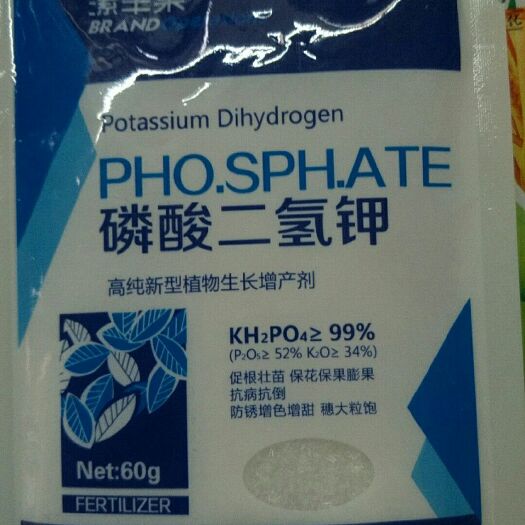 BRAND
Potassium Dihydrogen
PHO.SPH.ATE
磷酸二氢钾
高纯新型植物生长增产剂
KH₂PO₄≥ 99%
(P₂O₅≥ 52% K₂O≥ 34%)
促根壮苗 保花保果膨果
抗病抗倒
防锈增色增甜 穗大粒饱
Net:60g
FERTILIZER